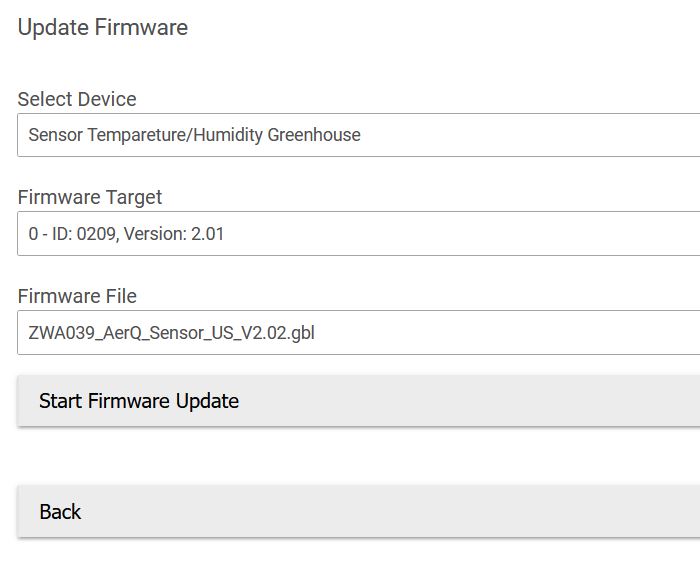 Update Firmware
Select Device
Sensor Tempareture/Humidity Greenhouse
Firmware Target
0 - ID: 0209, Version: 2.01
Firmware File
ZWA039_AerQ_Sensor_US_V2.02.gbl
Start Firmware Update
Back